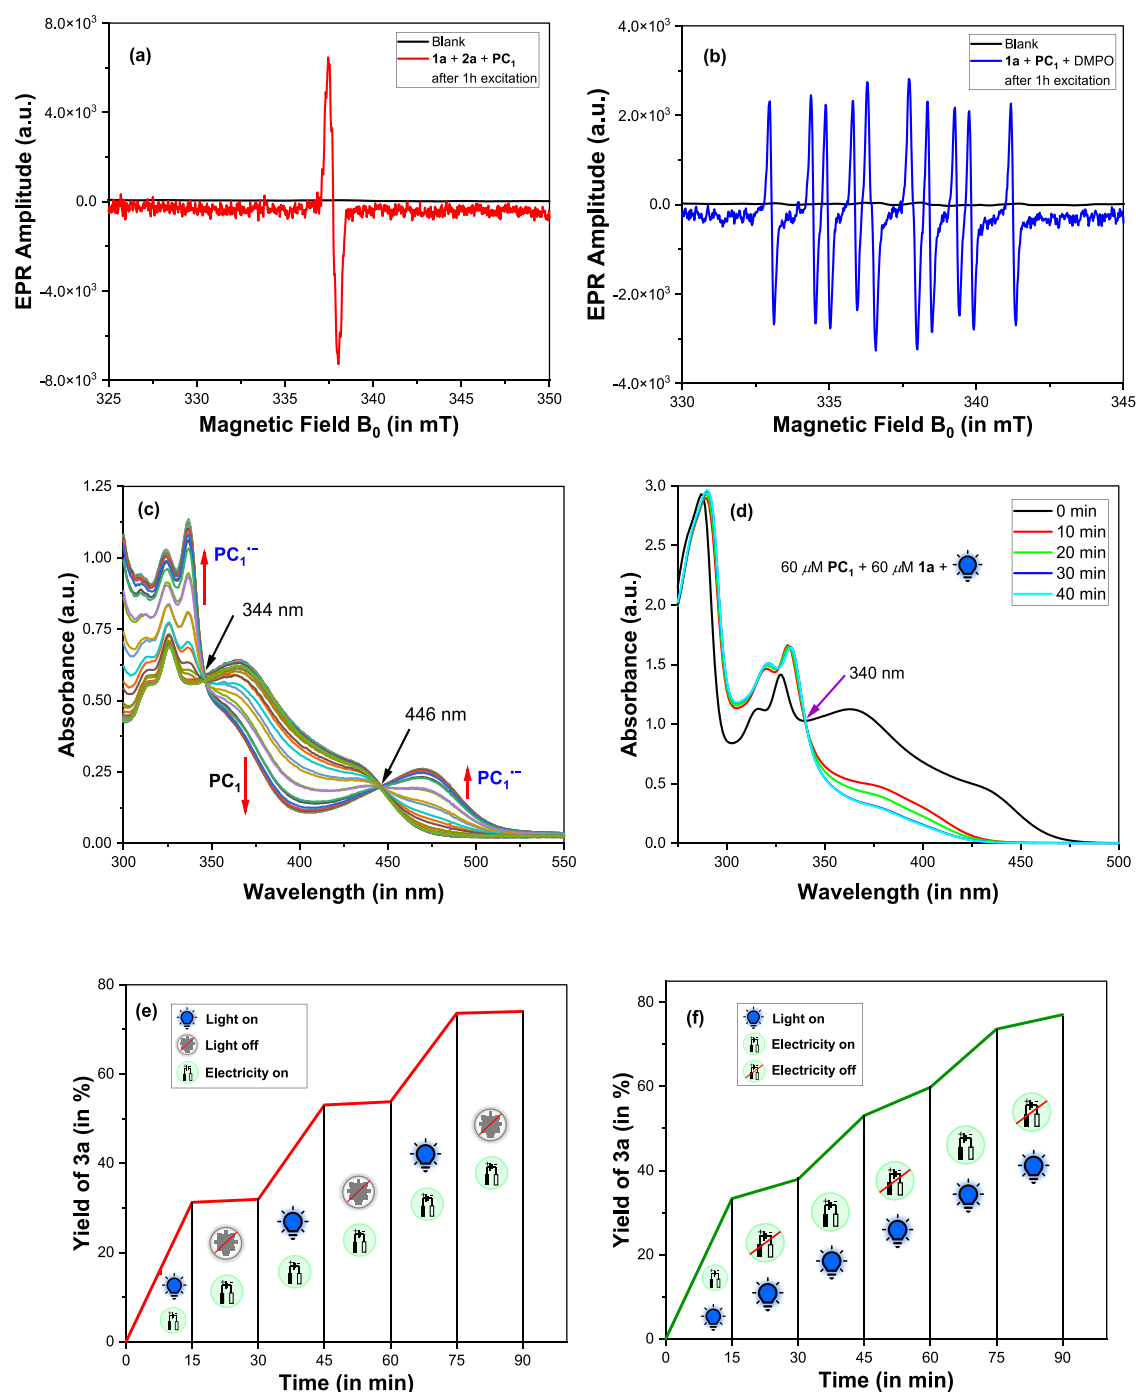 (a)
Blank
1a + 2a + PC₁
after 1h excitation
8.0×10³
4.0×10³
0.0
-4.0×10³
-8.0×10³
EPR Amplitude (a.u.)
325 330 335 340 345 350
Magnetic Field B₀ (in mT)
(b)
Blank
1a + PC₁ + DMPO
after 1h excitation
4.0×10³
2.0×10³
0.0
-2.0×10³
-4.0×10³
EPR Amplitude (a.u.)
330 335 340 345
Magnetic Field B₀ (in mT)
(c)
PC₁•−
344 nm
446 nm
PC₁
PC₁•−
1.25
1.00
0.75
0.50
0.25
0.00
Absorbance (a.u.)
300 350 400 450 500 550
Wavelength (in nm)
(d)
0 min
10 min
20 min
30 min
40 min
60 μM PC₁ + 60 μM 1a +
340 nm
3.0
2.5
2.0
1.5
1.0
0.5
0.0
Absorbance (a.u.)
300 350 400 450 500
Wavelength (in nm)
(e)
Light on
Light off
Electricity on
80
60
40
20
0
Yield of 3a (in %)
0 15 30 45 60 75 90
Time (in min)
(f)
Light on
Electricity on
Electricity off
80
60
40
20
0
Yield of 3a (in %)
0 15 30 45 60 75 90
Time (in min)